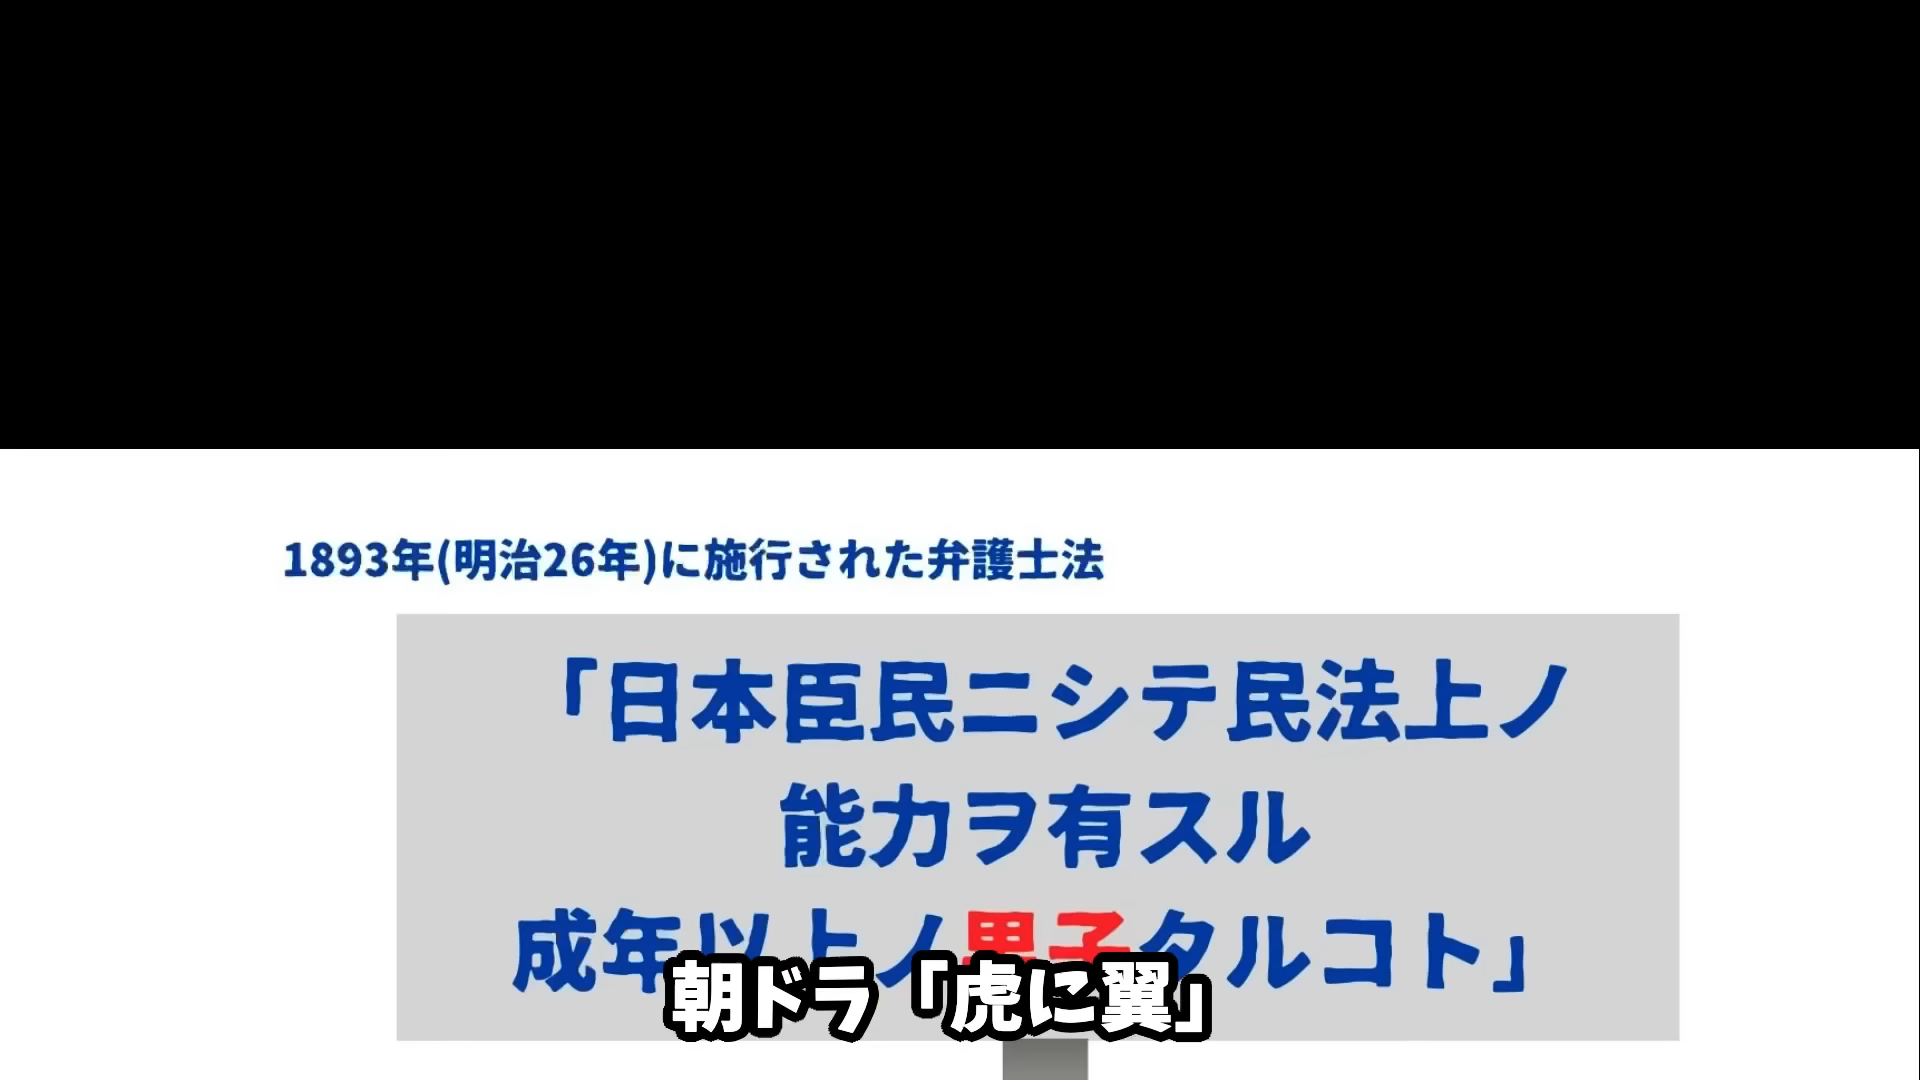 1893年(明治26年)に施行された弁護士法
「日本臣民ニシテ民法上ノ
能力ヲ有スル
成年以上ノ男子タルコト」
朝ドラ「虎に翼」